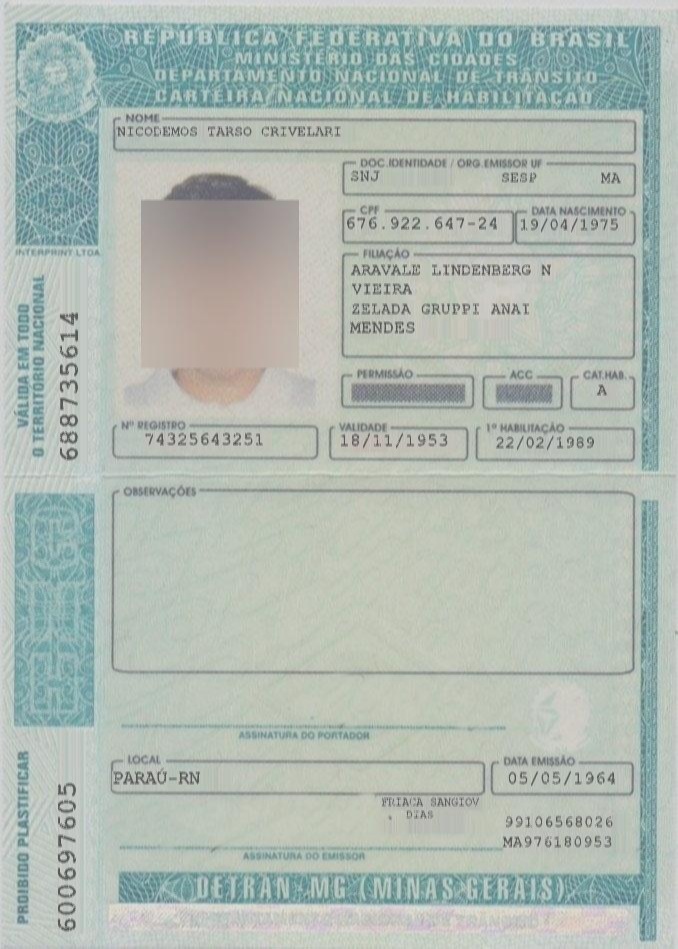 REPÚBLICA FEDERATIVA DO BRASIL
MINISTÉRIO DAS CIDADES
DEPARTAMENTO NACIONAL DE TRÂNSITO
CARTEIRA NACIONAL DE HABILITAÇÃO
NOME
NICODEMOS TARSO CRIVELARI
DOC.IDENTIDADE / ORG.EMISSOR UF
SNJ SESP MA
CPF DATA NASCIMENTO
676.922.647-24 19/04/1975
FILIAÇÃO
ARAVALE LINDENBERG N
VIEIRA
ZELADA GRUPPI ANAI
MENDES
PERMISSÃO ACC CAT.HAB.
A
Nº REGISTRO VALIDADE 1ª HABILITAÇÃO
74325643251 18/11/1953 22/02/1989
INTERPRINT LTDA
VÁLIDA EM TODO
O TERRITÓRIO NACIONAL
688735614
OBSERVAÇÕES
ASSINATURA DO PORTADOR
LOCAL DATA EMISSÃO
PARAÚ-RN 05/05/1964
FRIACA SANGIOV
DIAS
99106568026
MA976180953
ASSINATURA DO EMISSOR
PROIBIDO PLASTIFICAR
600697605
DETRAN-MG (MINAS GERAIS)